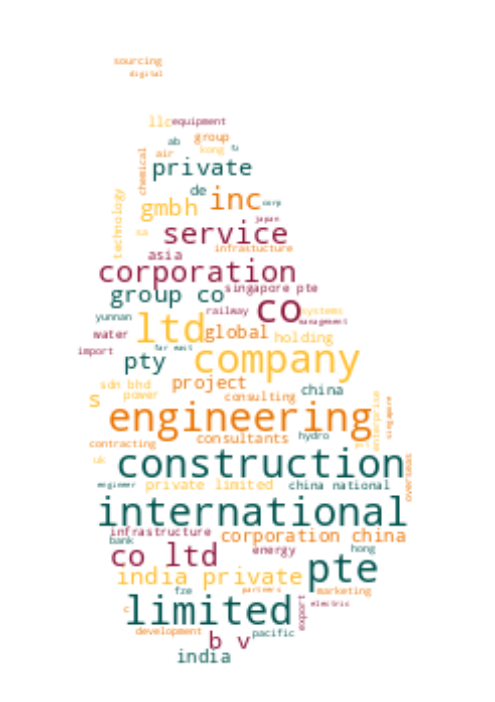 sourcing
digital
llc equipment
ab group
kong
chemical air
private
de inc corp
technology gmbh japan
sa service
infrastucture
asia
corporation singapore pte
group co co
yunnan railway systems
ltd management
water global holding
import far east
pty company
sdn bhd project china
s power consulting enterprise
engineering singapore
contracting consultants hydro
uk construction overseas
engineer private limited china national
international
infrastructure corporation china
bank
co ltd energy hong
india private pte
fze partners marketing
c limited export electric
development b v pacific
india